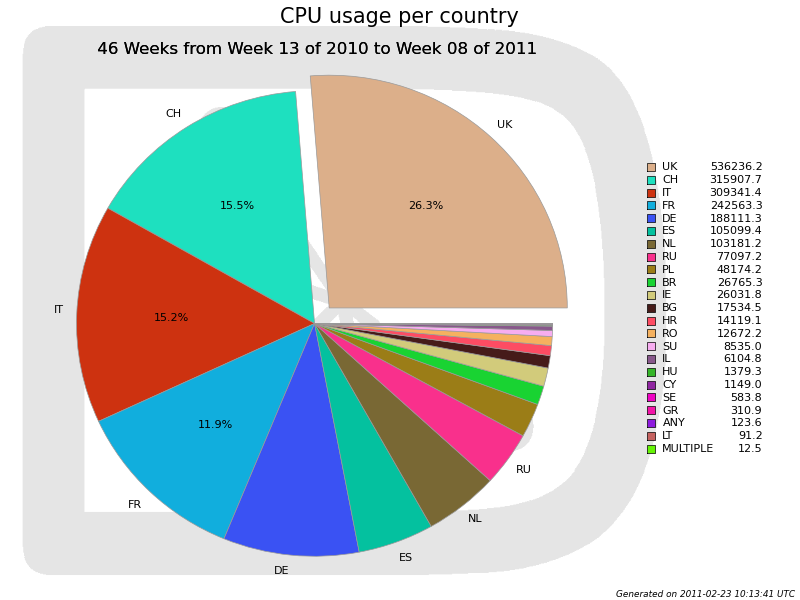 CPU usage per country
46 Weeks from Week 13 of 2010 to Week 08 of 2011
CH
UK
15.5%
26.3%
IT
15.2%
11.9%
FR
DE
ES
NL
RU
UK 536236.2
CH 315907.7
IT 309341.4
FR 242563.3
DE 188111.3
ES 105099.4
NL 103181.2
RU 77097.2
PL 48174.2
BR 26765.3
IE 26031.8
BG 17534.5
HR 14119.1
RO 12672.2
SU 8535.0
IL 6104.8
HU 1379.3
CY 1149.0
SE 583.8
GR 310.9
ANY 123.6
LT 91.2
MULTIPLE 12.5
Generated on 2011-02-23 10:13:41 UTC